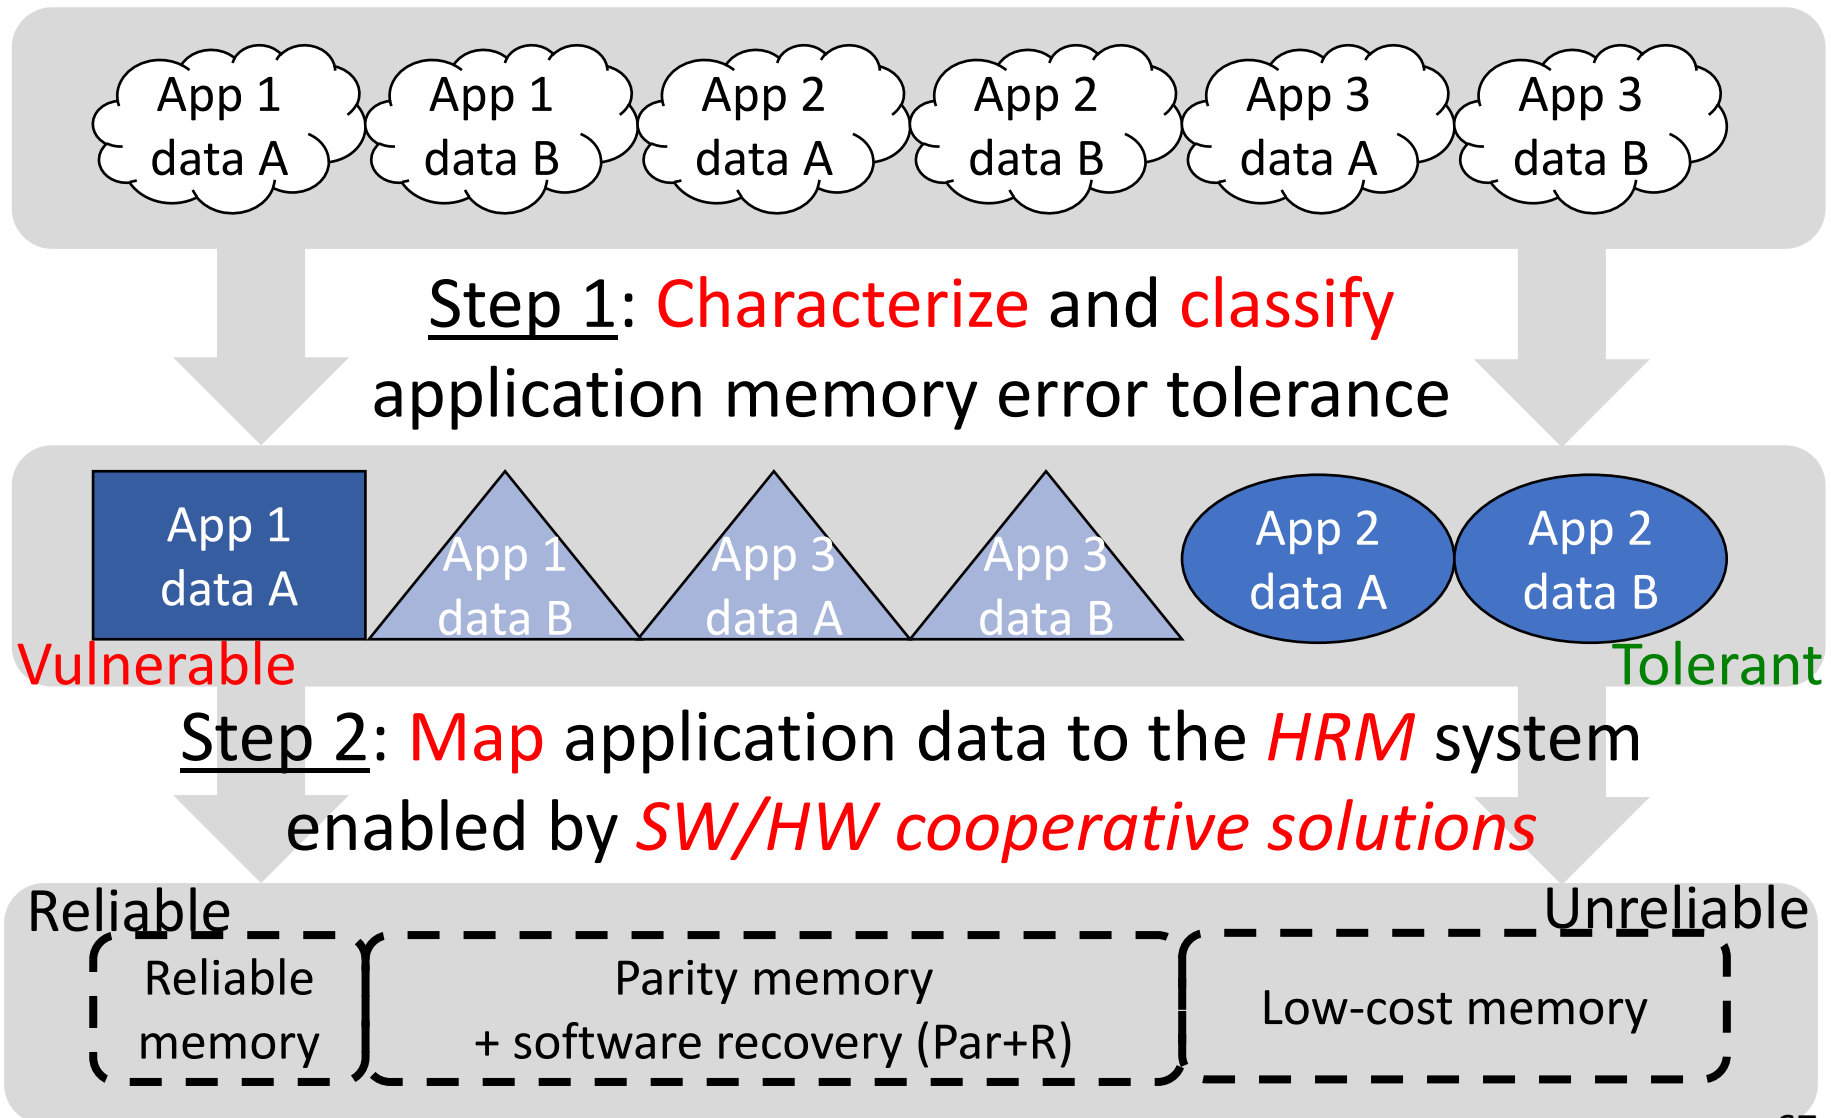 App 1
data A
App 1
data B
App 2
data A
App 2
data B
App 3
data A
App 3
data B
Step 1: Characterize and classify
application memory error tolerance
App 1
data A
App 1
data B
App 3
data A
App 3
data B
App 2
data A
App 2
data B
Vulnerable
Tolerant
Step 2: Map application data to the HRM system
enabled by SW/HW cooperative solutions
Reliable
Unreliable
Reliable
memory
Parity memory
+ software recovery (Par+R)
Low-cost memory